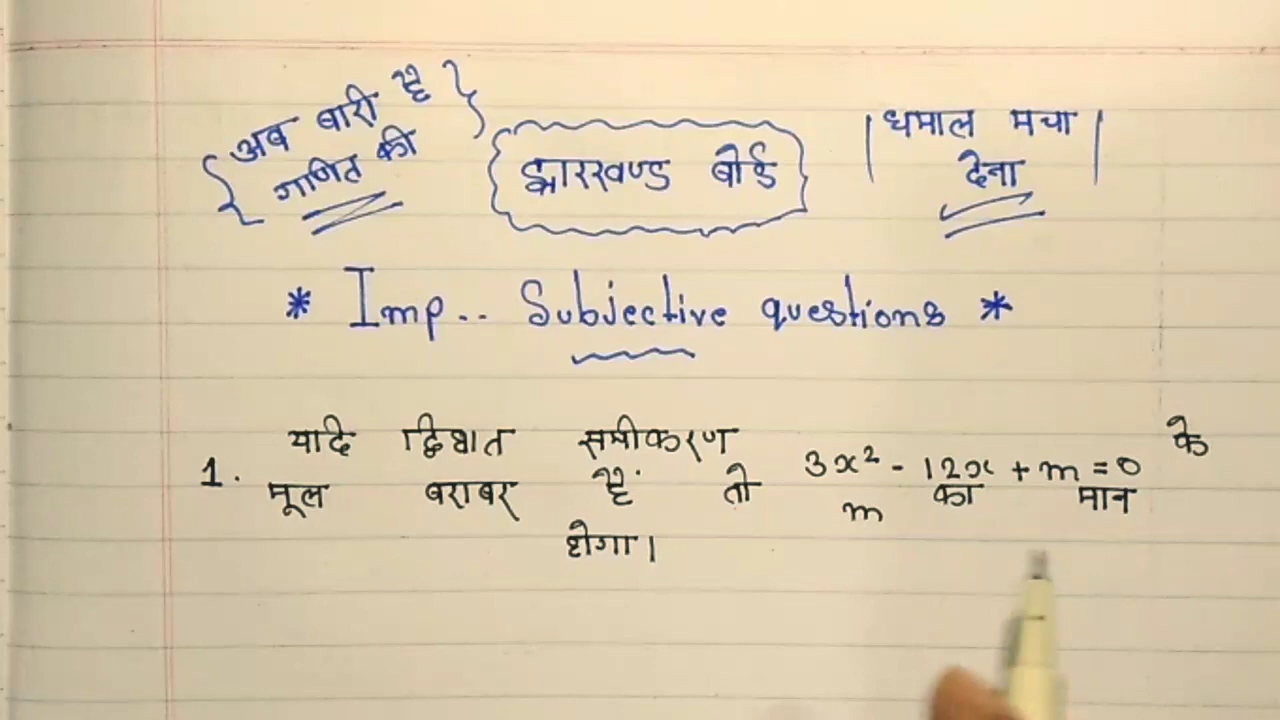 अब बारी है
गणित की
झारखण्ड बोर्ड
धमाल मचा
देना
* Imp.. Subjective questions *
1. यदि द्विघात समीकरण 3x² - 12x + m = 0 के
मूल बराबर हैं तो m का मान
होगा।